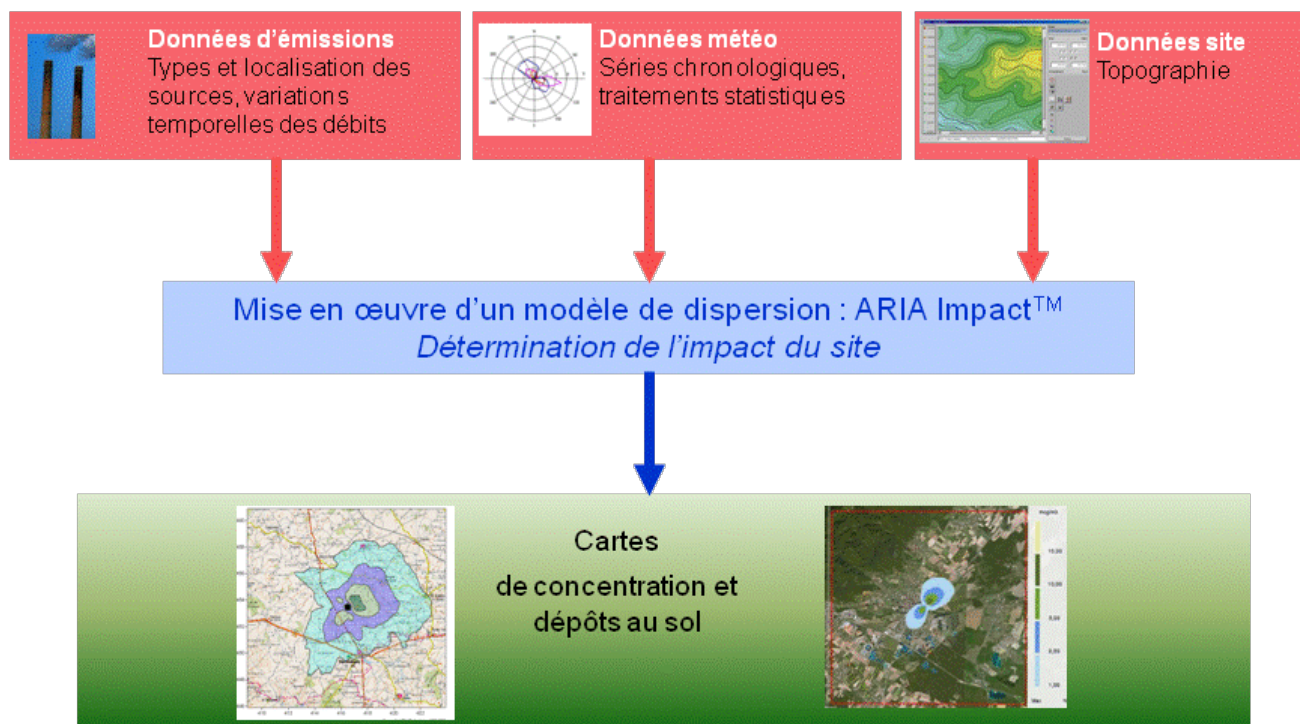 Données d'émissions
Types et localisation des
sources, variations
temporelles des débits
Données météo
Séries chronologiques,
traitements statistiques
Données site
Topographie
Mise en œuvre d'un modèle de dispersion : ARIA Impact™
Détermination de l'impact du site
Cartes
de concentration et
dépôts au sol